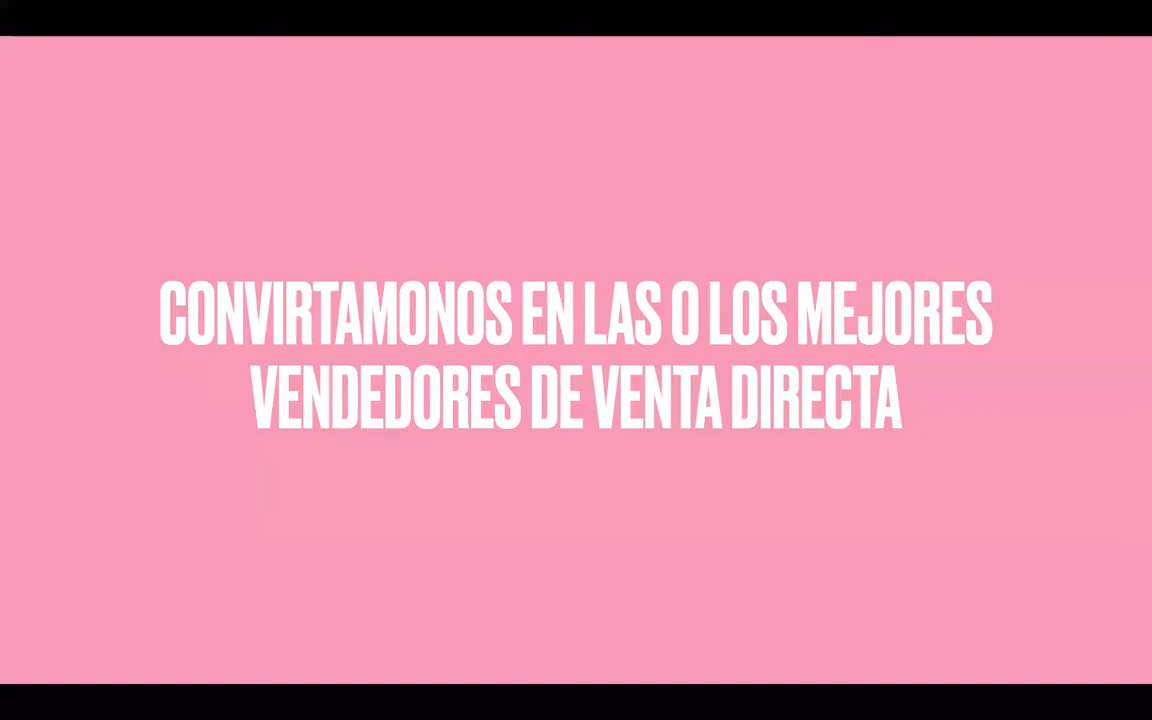 CONVIRTAMONOS EN LAS O LOS MEJORES
VENDEDORES DE VENTA DIRECTA